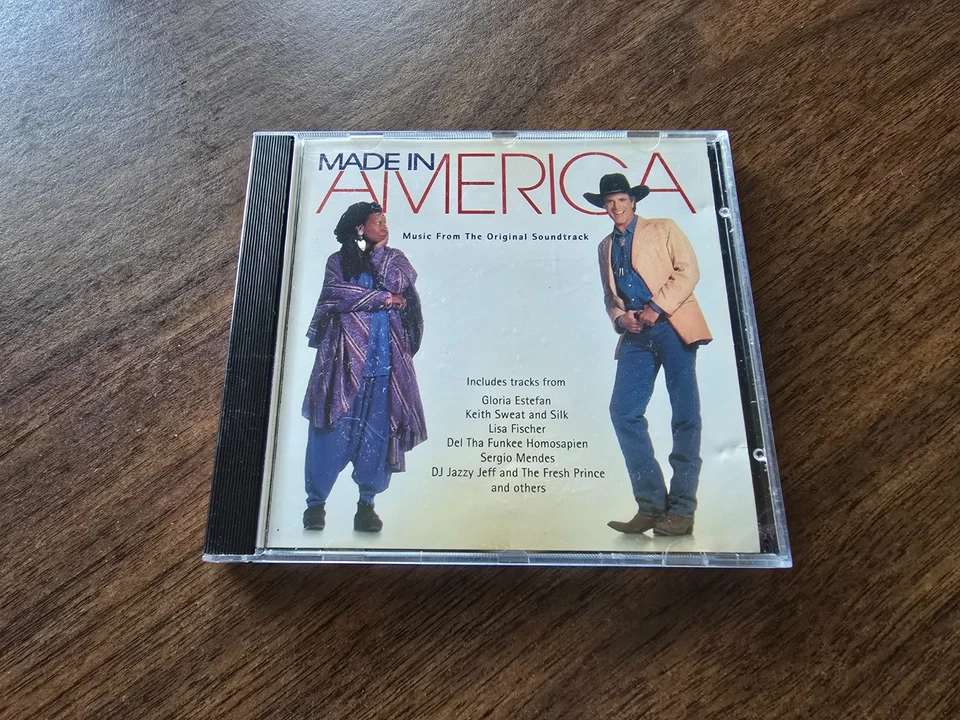 MADE IN
AMERICA
Music From The Original Soundtrack
Includes tracks from
Gloria Estefan
Keith Sweat and Silk
Lisa Fischer
Del Tha Funkee Homosapien
Sergio Mendes
DJ Jazzy Jeff and The Fresh Prince
and others